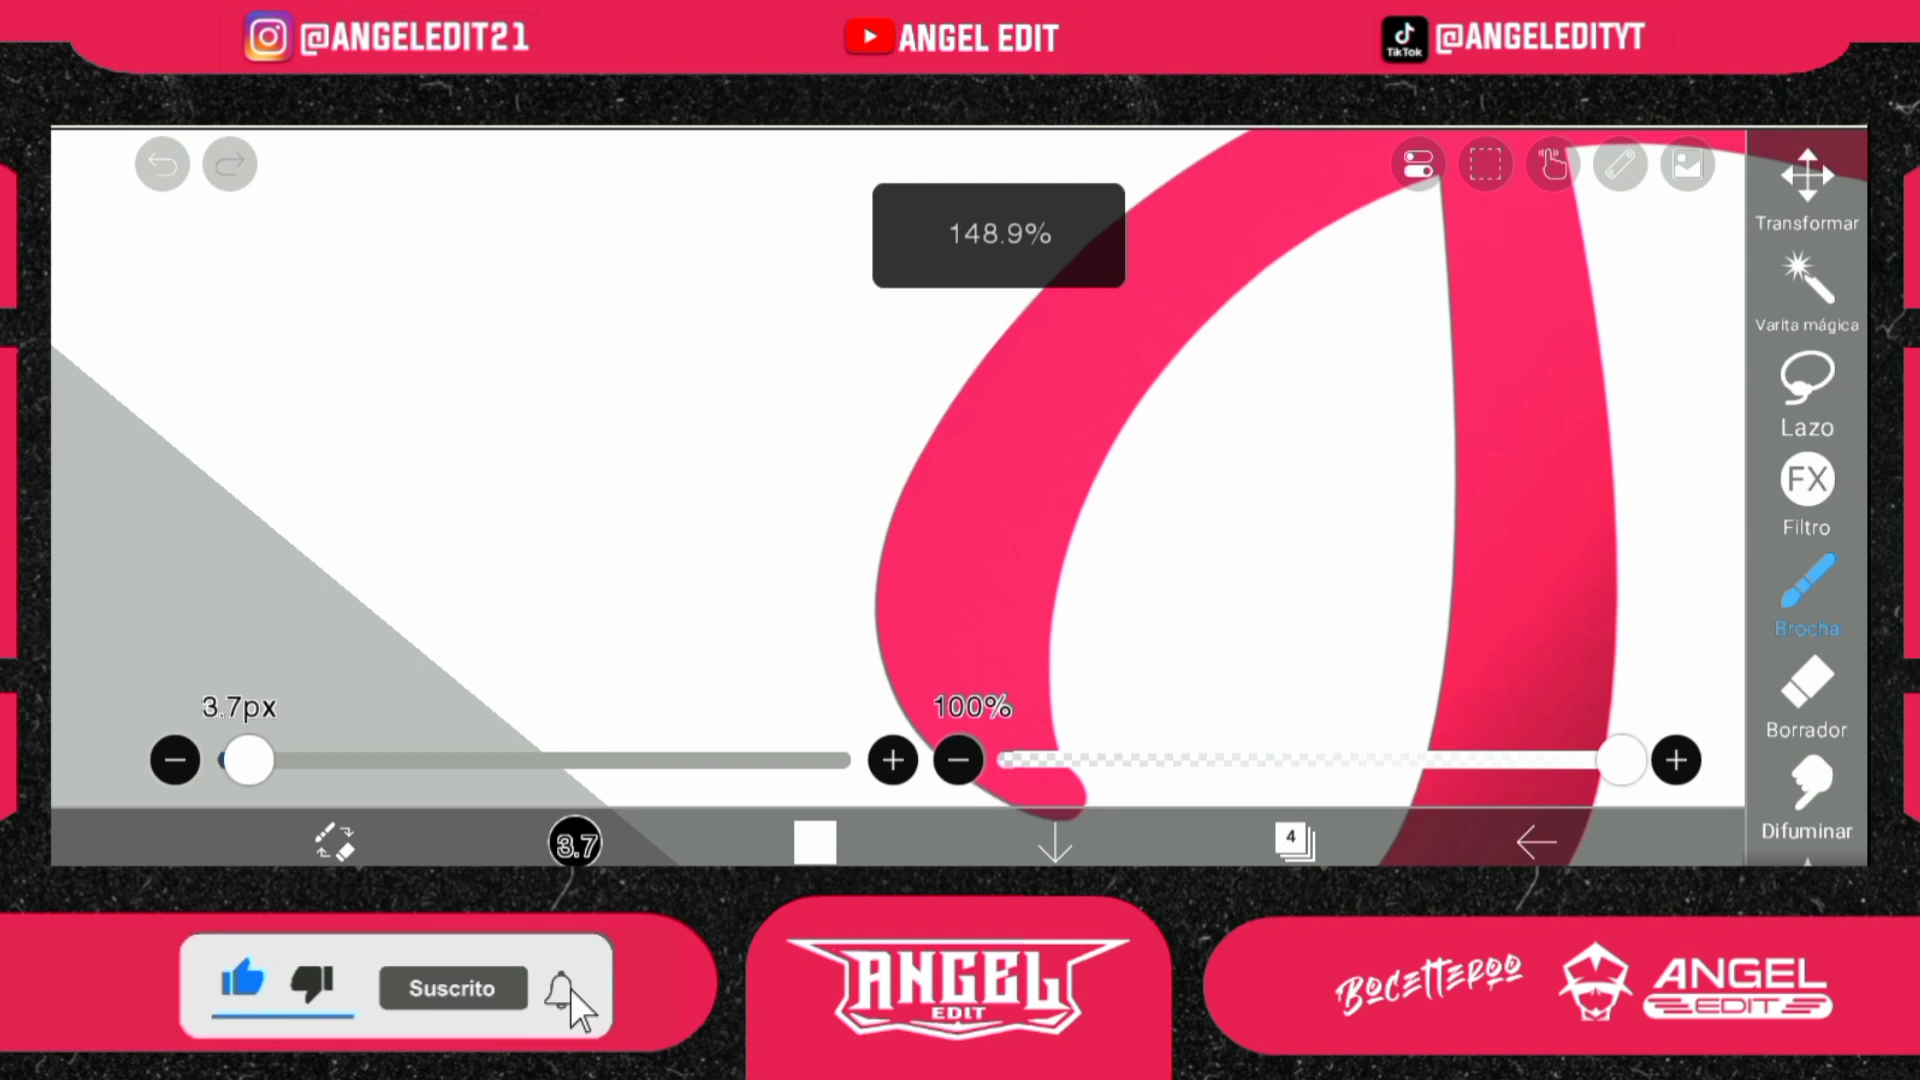 @ANGELEDIT21
ANGEL EDIT
TikTok
@ANGELEDITYT
148.9%
Transformar
Varita mágica
Lazo
FX
Filtro
Brocha
Borrador
Difuminar
3.7px
100%
3.7
4
Suscrito
ANGEL
EDIT
BOCETTEROO
ANGEL
EDIT